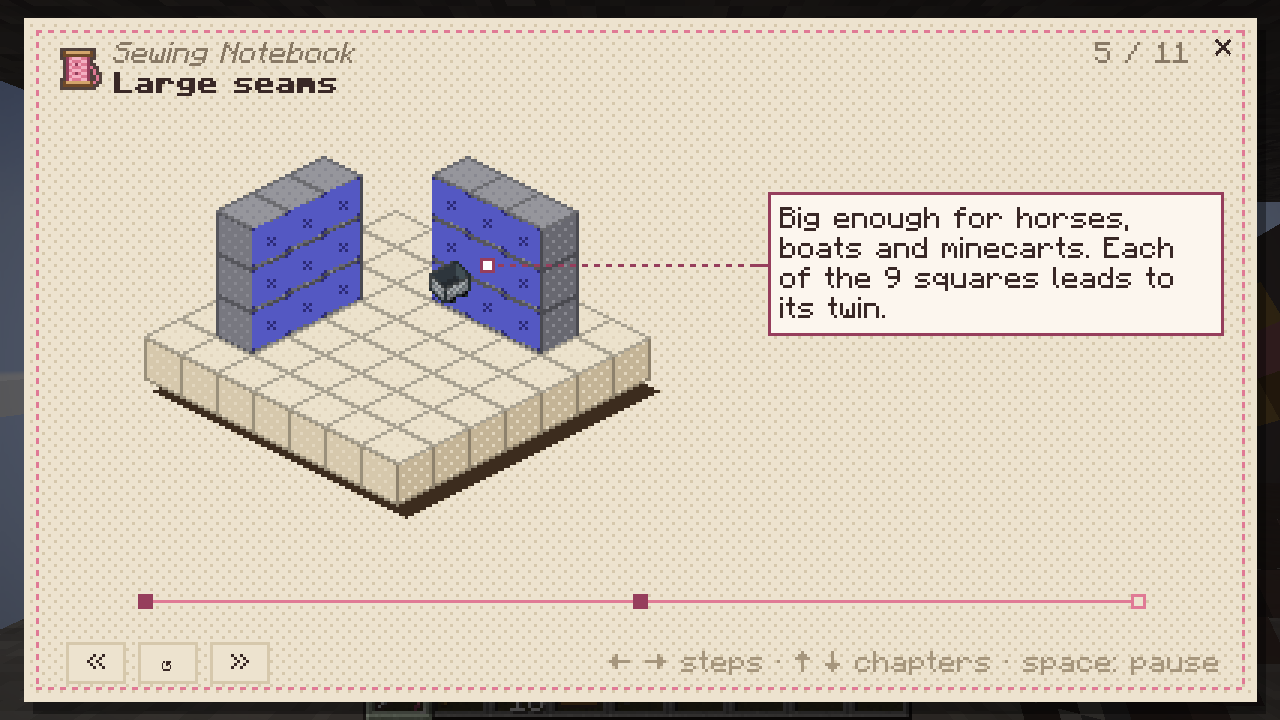 Sewing Notebook
Large seams
5 / 11
×
Big enough for horses,
boats and minecarts. Each
of the 9 squares leads to
its twin.
«
»
← → steps · ↑ ↓ chapters · space: pause